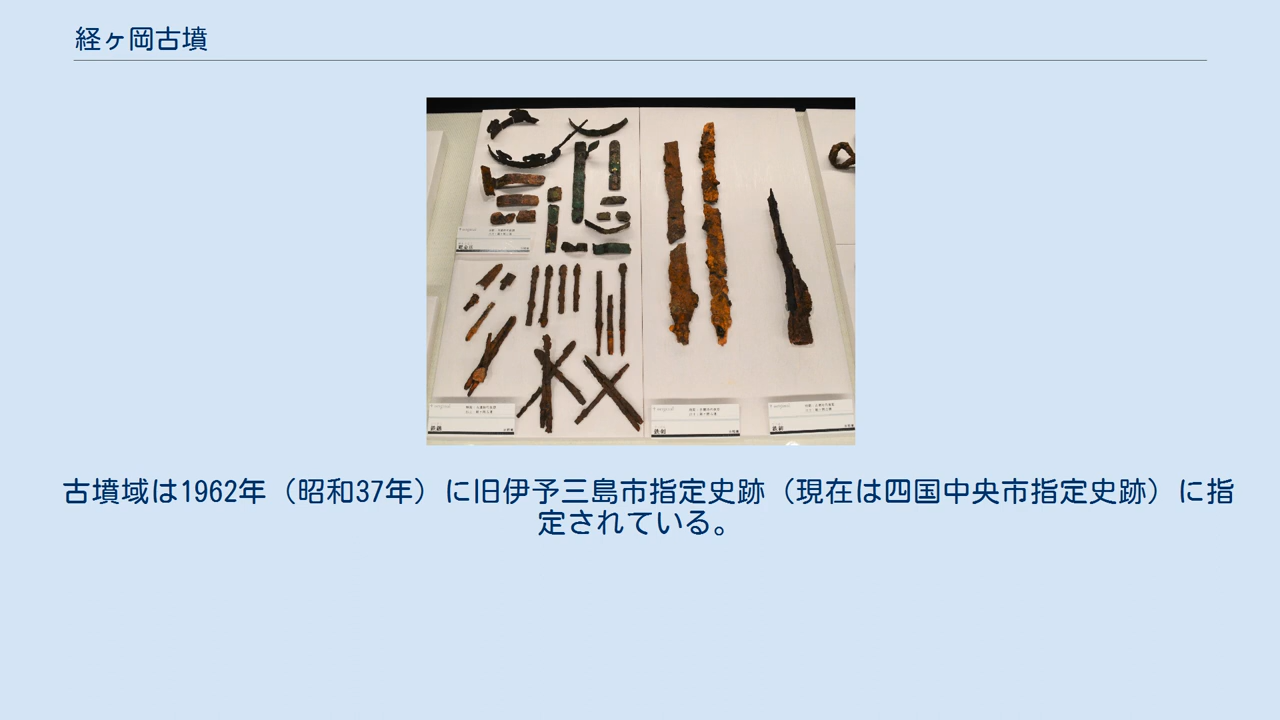 経ヶ岡古墳
古墳域は1962年（昭和37年）に旧伊予三島市指定史跡（現在は四国中央市指定史跡）に指
定されている。